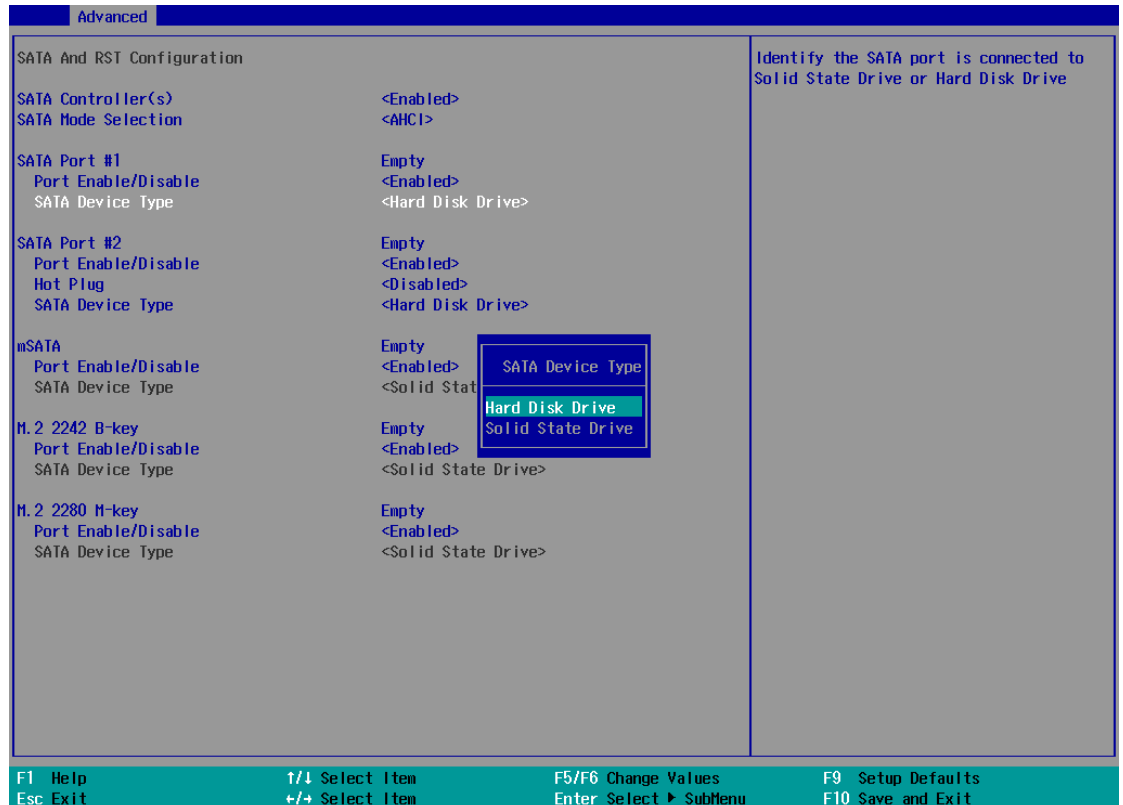 Advanced
SATA And RST Configuration
Identify the SATA port is connected to
Solid State Drive or Hard Disk Drive
SATA Controller(s) <Enabled>
SATA Mode Selection <AHCI>
SATA Port #1 Empty
Port Enable/Disable <Enabled>
SATA Device Type <Hard Disk Drive>
SATA Port #2 Empty
Port Enable/Disable <Enabled>
Hot Plug <Disabled>
SATA Device Type <Hard Disk Drive>
mSATA Empty
Port Enable/Disable <Enabled>
SATA Device Type <Solid Stat
SATA Device Type
Hard Disk Drive
Solid State Drive
M.2 2242 B-key Empty
Port Enable/Disable <Enabled>
SATA Device Type <Solid State Drive>
M.2 2280 M-key Empty
Port Enable/Disable <Enabled>
SATA Device Type <Solid State Drive>
F1 Help ↑/↓ Select Item F5/F6 Change Values F9 Setup Defaults
Esc Exit ←/→ Select Item Enter Select ▶ SubMenu F10 Save and Exit